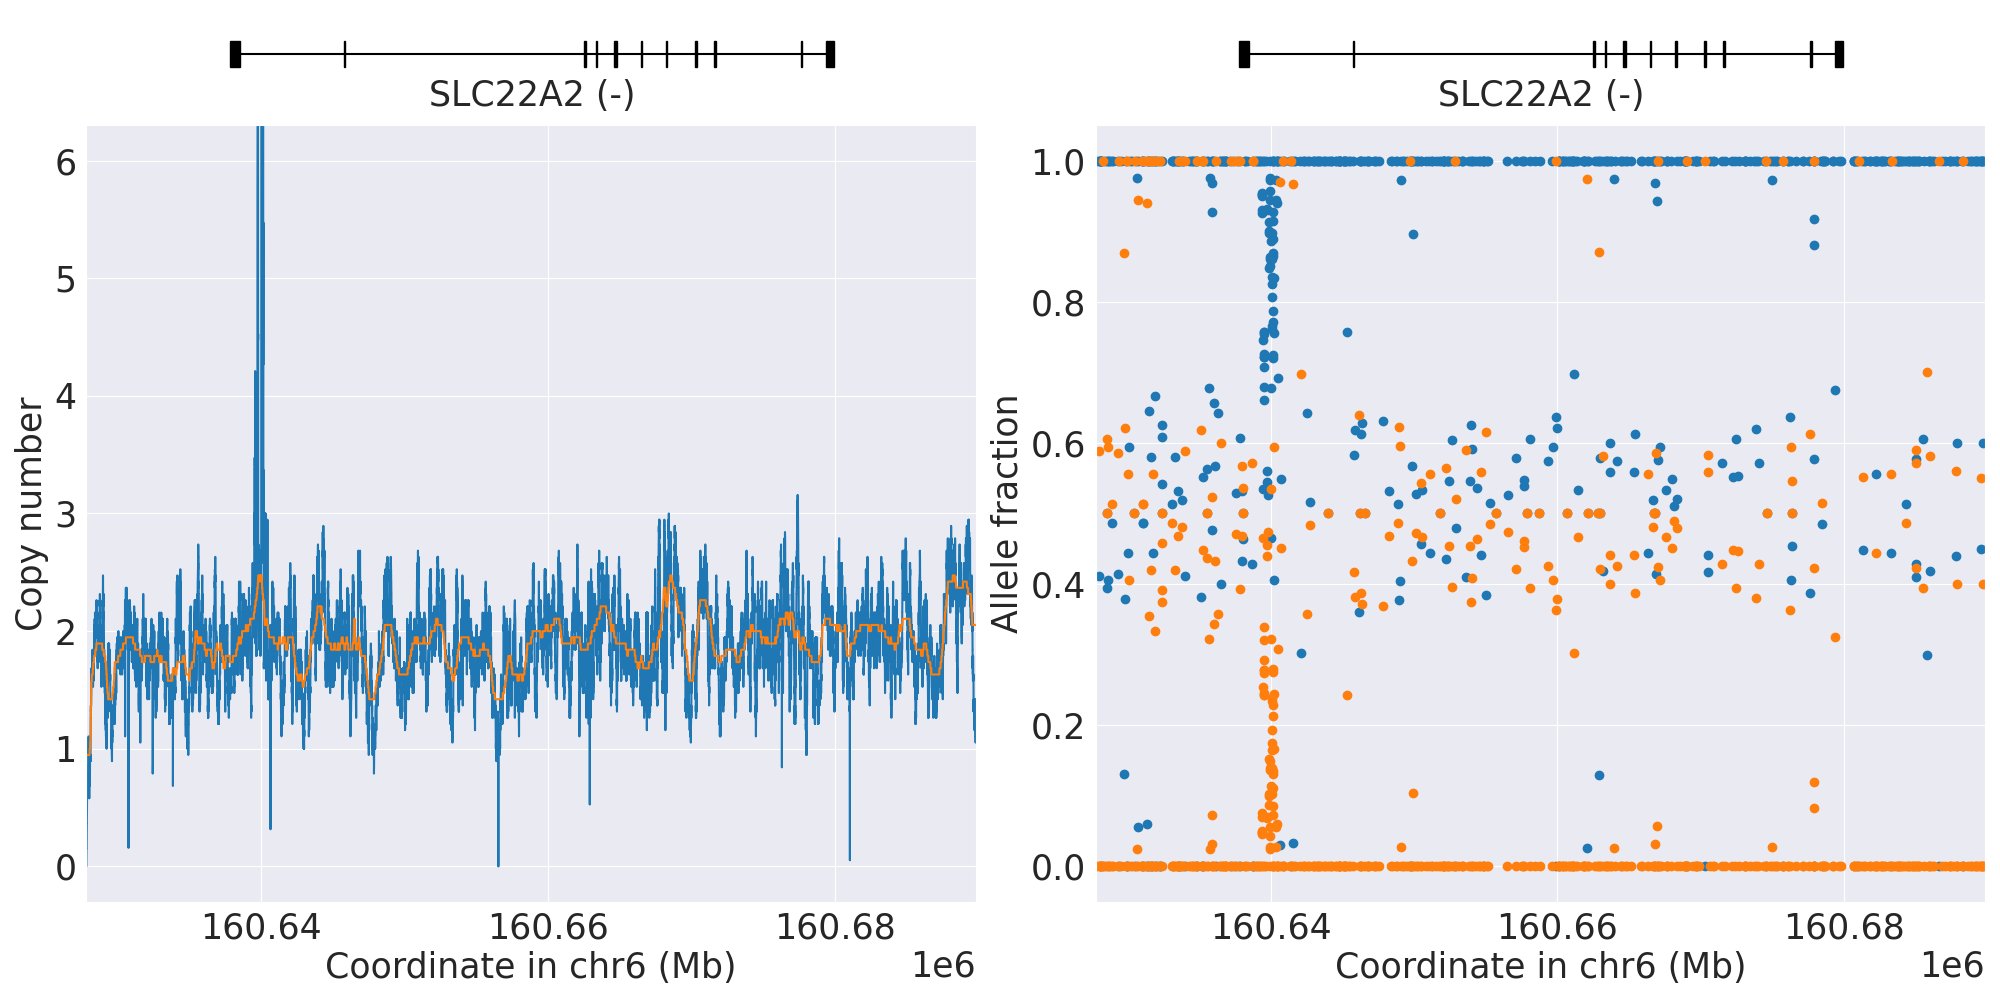 SLC22A2 (-)
6
5
4
3
2
1
0
Copy number
160.64
160.66
160.68
Coordinate in chr6 (Mb)
1e6
SLC22A2 (-)
1.0
0.8
0.6
0.4
0.2
0.0
Allele fraction
160.64
160.66
160.68
Coordinate in chr6 (Mb)
1e6